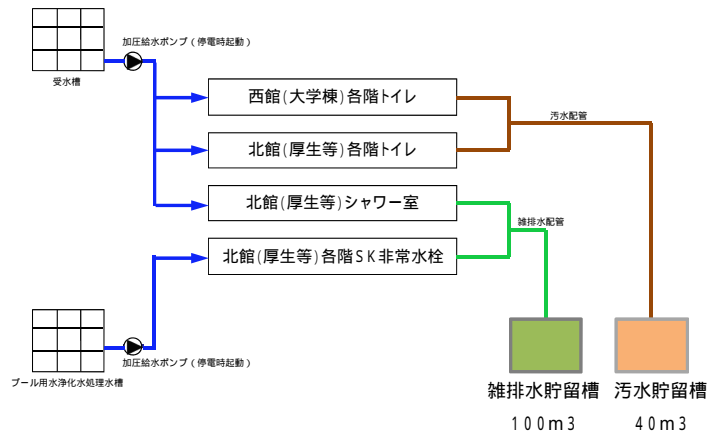 加圧給水ポンプ（停電時起動）
受水槽
西館(大学棟)各階トイレ
汚水配管
北館(厚生等)各階トイレ
北館(厚生等)シャワー室
雑排水配管
北館(厚生等)各階SK非常水栓
加圧給水ポンプ（停電時起動）
プール用水浄化水処理水槽
雑排水貯留槽 汚水貯留槽
100m3 40m3